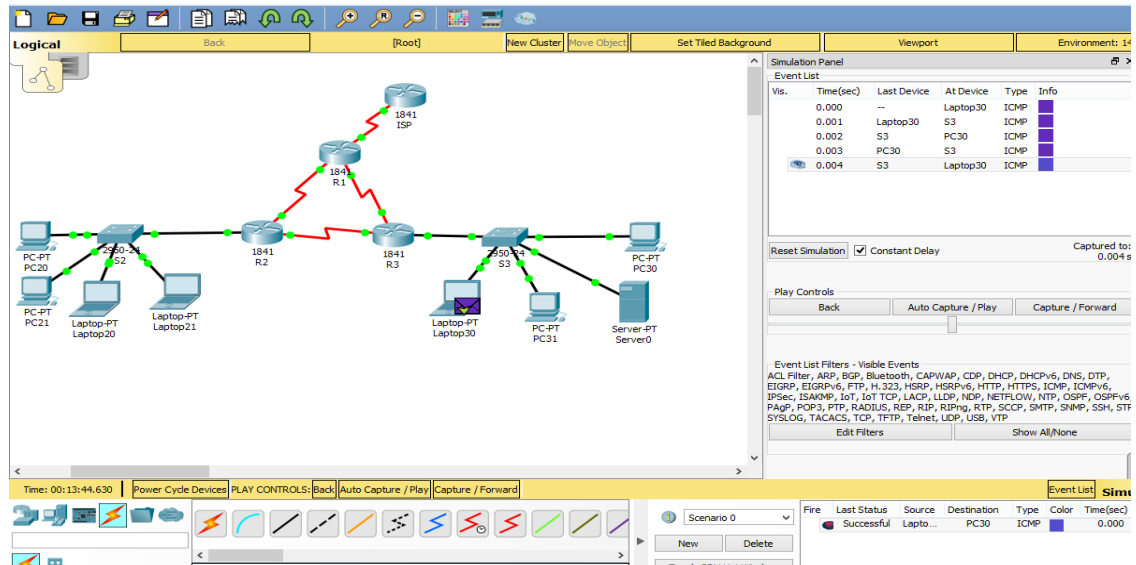 Logical
Back
[Root]
New Cluster
Move Object
Set Tiled Background
Viewport
Environment: 14
1841
ISP
1841
R1
1841
R2
1841
R3
2950-24
S2
2950-24
S3
PC-PT
PC20
PC-PT
PC21
Laptop-PT
Laptop20
Laptop-PT
Laptop21
Laptop-PT
Laptop30
PC-PT
PC31
Server-PT
Server0
PC-PT
PC30
Simulation Panel
Event List
Vis. Time(sec) Last Device At Device Type Info
0.000 -- Laptop30 ICMP
0.001 Laptop30 S3 ICMP
0.002 S3 PC30 ICMP
0.003 PC30 S3 ICMP
0.004 S3 Laptop30 ICMP
Reset Simulation Constant Delay Captured to:
0.004 s
Play Controls
Back Auto Capture / Play Capture / Forward
Event List Filters - Visible Events
ACL Filter, ARP, BGP, Bluetooth, CAPWAP, CDP, DHCP, DHCPv6, DNS, DTP,
EIGRP, EIGRPv6, FTP, H.323, HSRP, HSRPv6, HTTP, HTTPS, ICMP, ICMPv6,
IPSec, ISAKMP, IoT, IoT TCP, LACP, LLDP, NDP, NETFLOW, NTP, OSPF, OSPFv6,
PAgP, POP3, PTP, RADIUS, REP, RIP, RIPng, RTP, SCCP, SMTP, SNMP, SSH, STP
SYSLOG, TACACS, TCP, TFTP, Telnet, UDP, USB, VTP
Edit Filters Show All/None
Time: 00:13:44.630 Power Cycle Devices PLAY CONTROLS: Back Auto Capture / Play Capture / Forward
Event List Simu
Scenario 0
New Delete
Fire Last Status Source Destination Type Color Time(sec)
Successful Lapto... PC30 ICMP 0.000